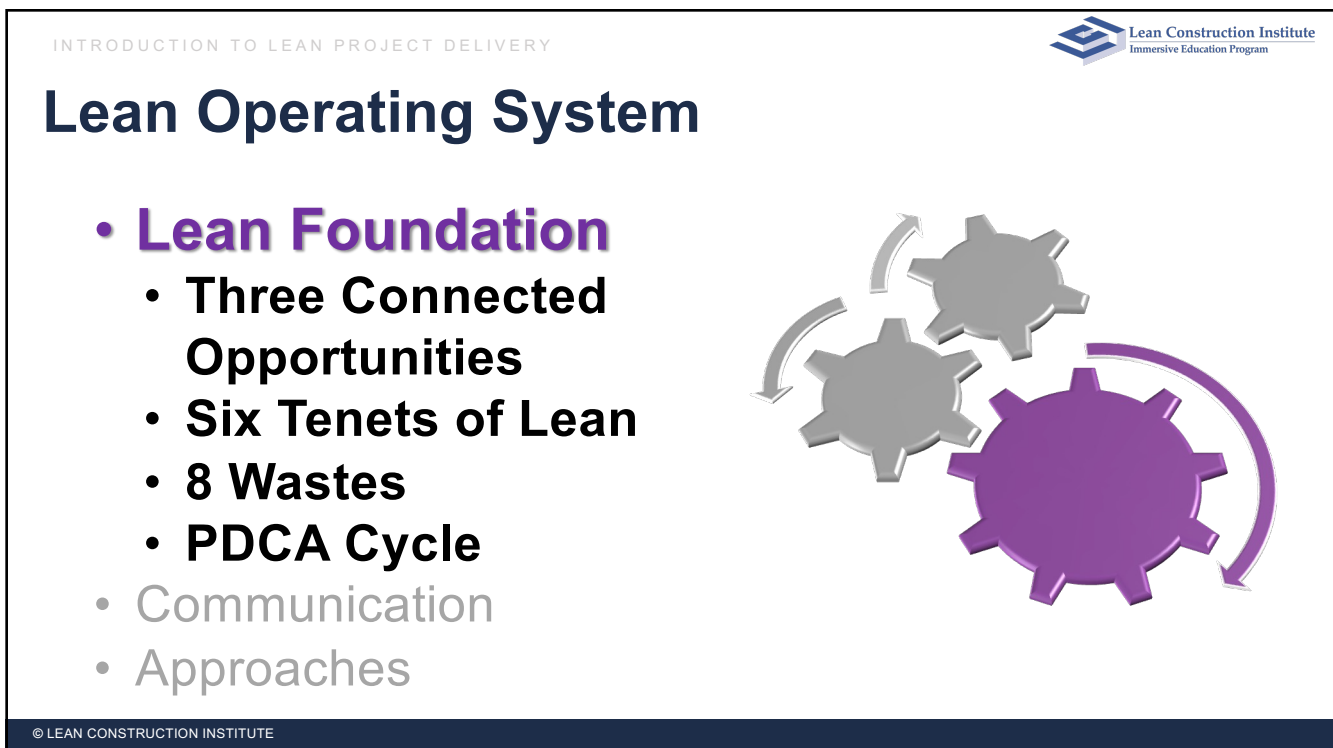 INTRODUCTION TO LEAN PROJECT DELIVERY
Lean Construction Institute
Immersive Education Program
Lean Operating System
• Lean Foundation
• Three Connected
Opportunities
• Six Tenets of Lean
• 8 Wastes
• PDCA Cycle
• Communication
• Approaches
© LEAN CONSTRUCTION INSTITUTE